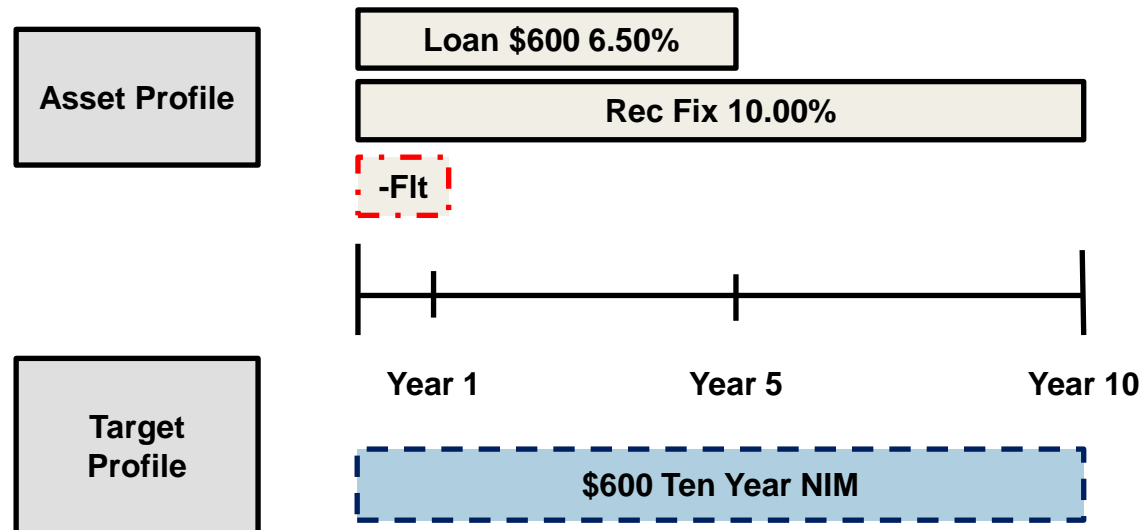 Asset Profile
Loan $600 6.50%
Rec Fix 10.00%
-Flt
Year 1
Year 5
Year 10
Target
Profile
$600 Ten Year NIM